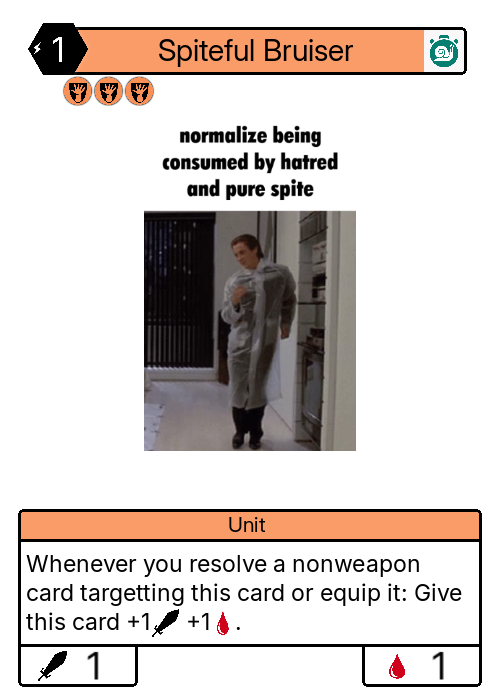 1
Spiteful Bruiser
normalize being
consumed by hatred
and pure spite
Unit
Whenever you resolve a nonweapon
card targetting this card or equip it: Give
this card +1 +1 .
1
1